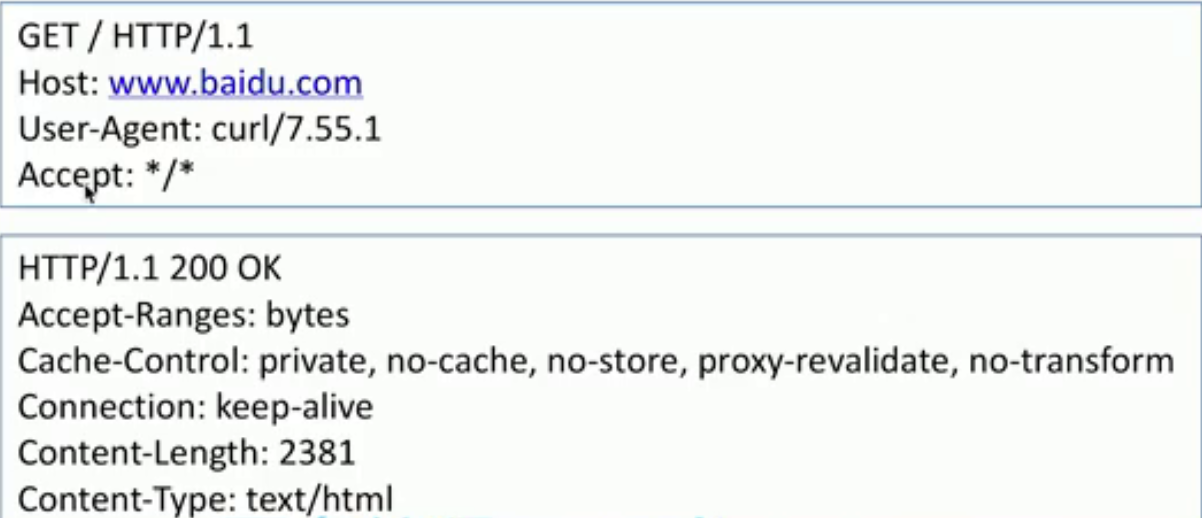 GET / HTTP/1.1
Host: www.baidu.com
User-Agent: curl/7.55.1
Accept: */*
HTTP/1.1 200 OK
Accept-Ranges: bytes
Cache-Control: private, no-cache, no-store, proxy-revalidate, no-transform
Connection: keep-alive
Content-Length: 2381
Content-Type: text/html